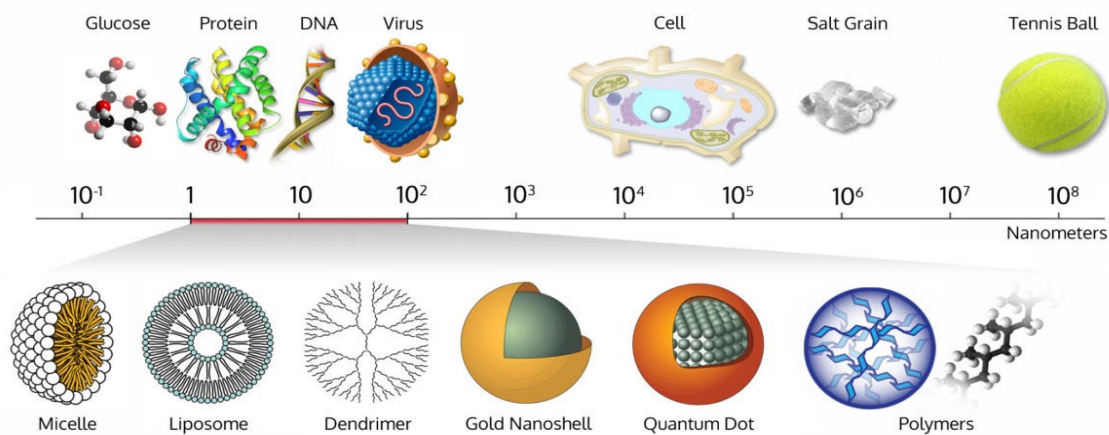 Glucose Protein DNA Virus Cell Salt Grain Tennis Ball
10⁻¹ 1 10 10² 10³ 10⁴ 10⁵ 10⁶ 10⁷ 10⁸
Nanometers
Micelle Liposome Dendrimer Gold Nanoshell Quantum Dot Polymers